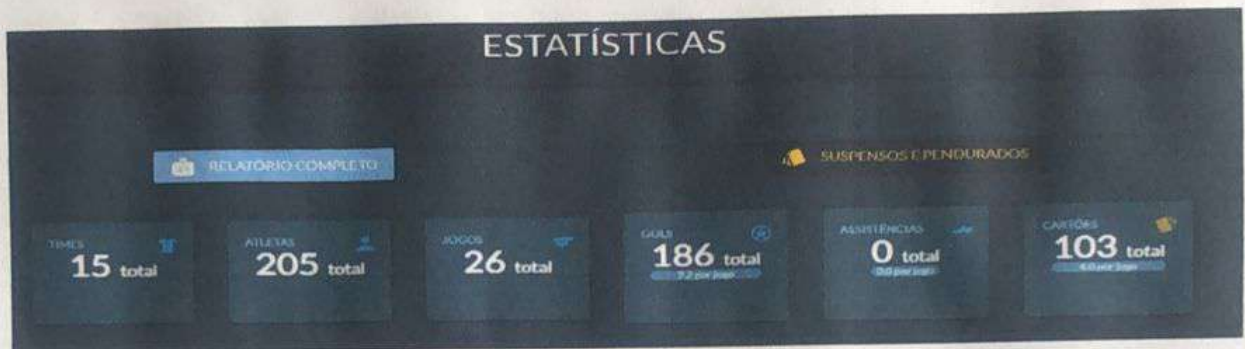 ESTATÍSTICAS
RELATÓRIO COMPLETO
SUSPENSOS E PENDURADOS
TIMES
15 total
ATLETAS
205 total
JOGOS
26 total
GOLS
186 total
7.2 por jogo
ASSISTÊNCIAS
0 total
0.0 por jogo
CARTÕES
103 total
4.0 por jogo